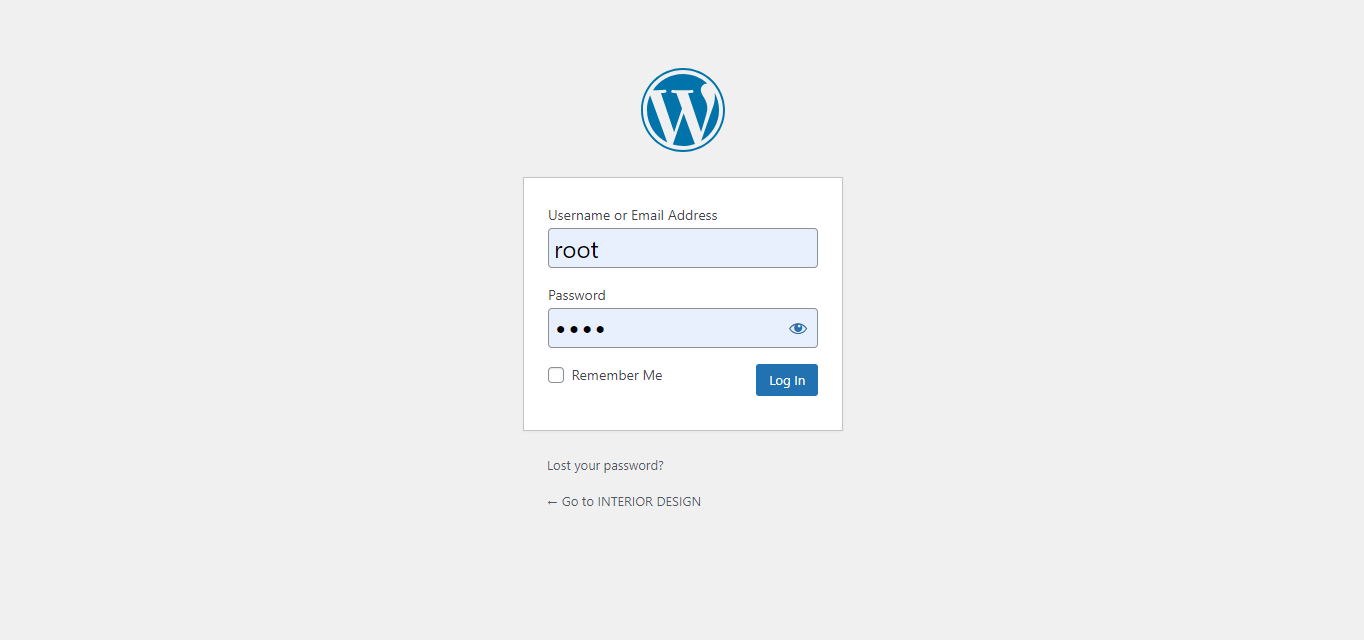 Username or Email Address
root
Password
••••
Remember Me
Log In
Lost your password?
← Go to INTERIOR DESIGN